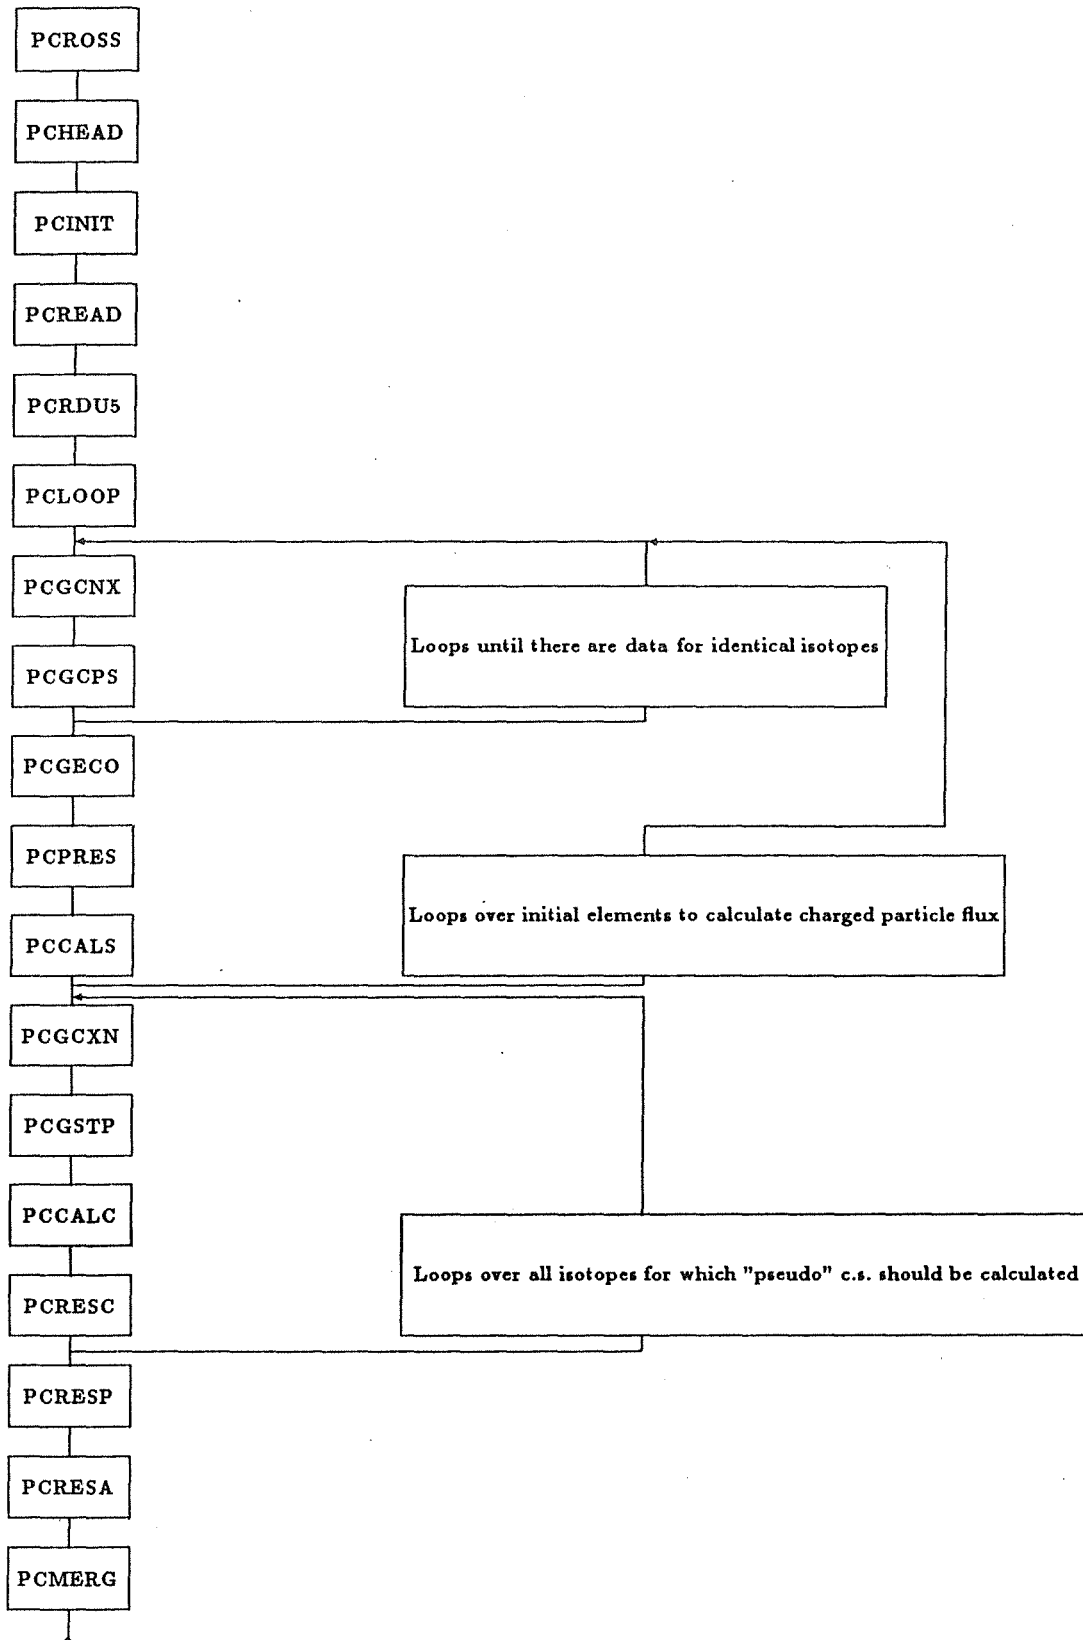 PCROSS
PCHEAD
PCINIT
PCREAD
PCRDU5
PCLOOP
PCGCNX
Loops until there are data for identical isotopes
PCGCPS
PCGECO
PCPRES
Loops over initial elements to calculate charged particle flux
PCCALS
PCGCXN
PCGSTP
PCCALC
Loops over all isotopes for which "pseudo" c.s. should be calculated
PCRESC
PCRESP
PCRESA
PCMERG